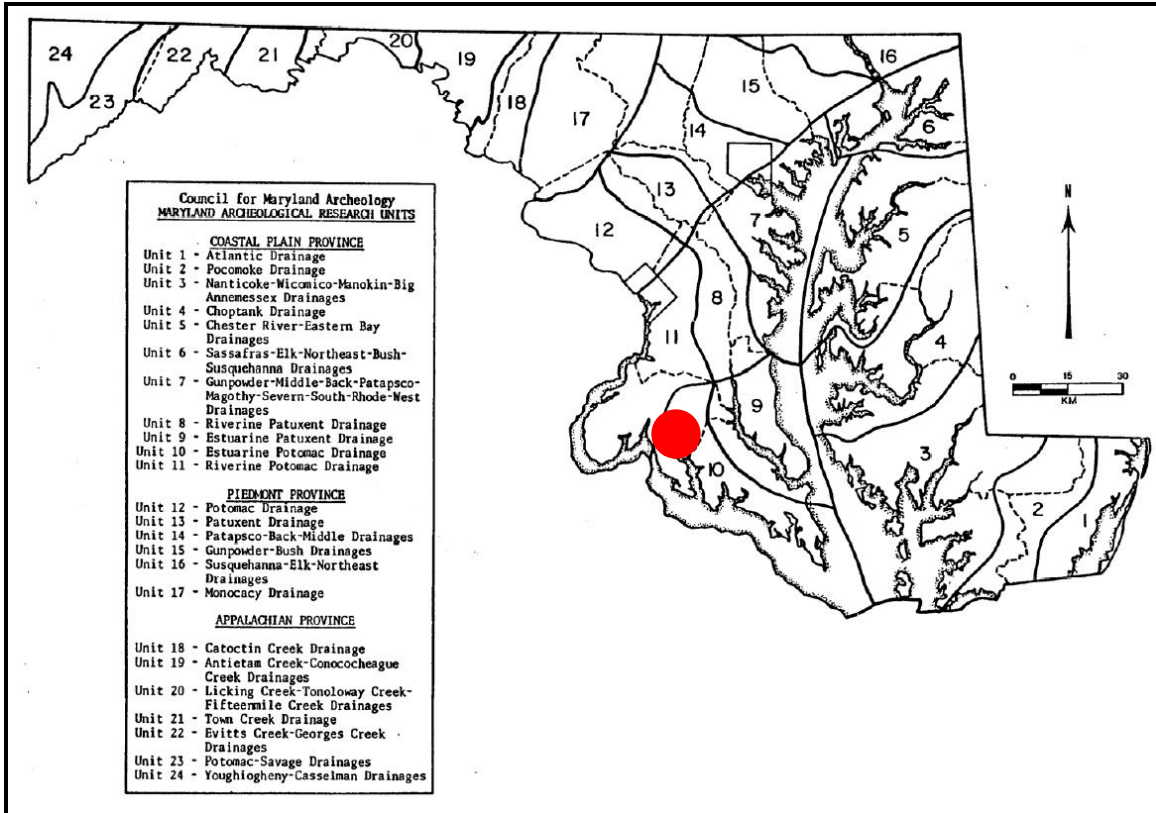 24
23
22
21
20
19
18
17
16
15
14
13
12
11
10
9
8
7
6
5
4
3
2
1
N
0 15 30
KM
Council for Maryland Archeology
MARYLAND ARCHEOLOGICAL RESEARCH UNITS
COASTAL PLAIN PROVINCE
Unit 1 - Atlantic Drainage
Unit 2 - Pocomoke Drainage
Unit 3 - Nanticoke-Wicomico-Manokin-Big
Annemessex Drainages
Unit 4 - Choptank Drainage
Unit 5 - Chester River-Eastern Bay
Drainages
Unit 6 - Sassafras-Elk-Northeast-Bush-
Susquehanna Drainages
Unit 7 - Gunpowder-Middle-Back-Patapsco-
Magothy-Severn-South-Rhode-West
Drainages
Unit 8 - Riverine Patuxent Drainage
Unit 9 - Estuarine Patuxent Drainage
Unit 10 - Estuarine Potomac Drainage
Unit 11 - Riverine Potomac Drainage
PIEDMONT PROVINCE
Unit 12 - Potomac Drainage
Unit 13 - Patuxent Drainage
Unit 14 - Patapsco-Back-Middle Drainages
Unit 15 - Gunpowder-Bush Drainages
Unit 16 - Susquehanna-Elk-Northeast
Drainages
Unit 17 - Monocacy Drainage
APPALACHIAN PROVINCE
Unit 18 - Catoctin Creek Drainage
Unit 19 - Antietam Creek-Conococheague
Creek Drainages
Unit 20 - Licking Creek-Tonoloway Creek-
Fifteenmile Creek Drainages
Unit 21 - Town Creek Drainage
Unit 22 - Evitts Creek-Georges Creek
Drainages
Unit 23 - Potomac-Savage Drainages
Unit 24 - Youghiogheny-Casselman Drainages